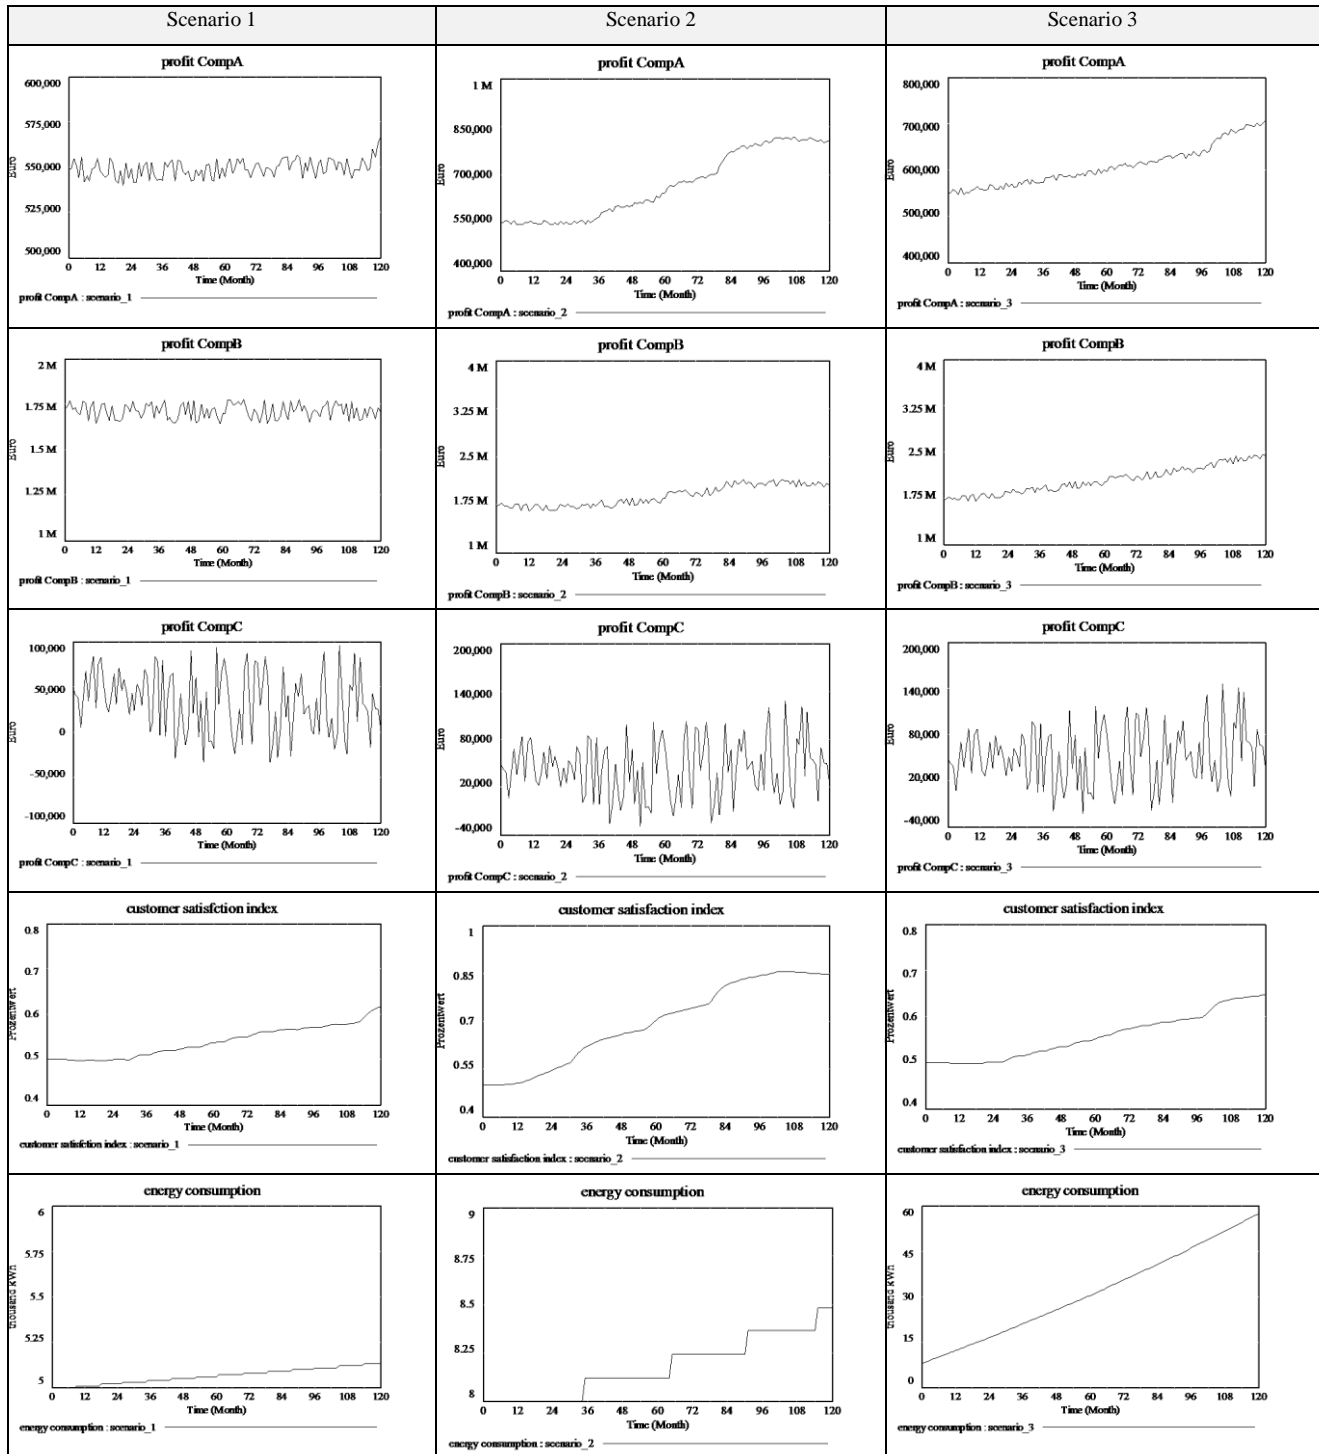 Scenario 1
Scenario 2
Scenario 3
profit CompA
600,000
575,000
550,000
525,000
500,000
Euro
0 12 24 36 48 60 72 84 96 108 120
Time (Month)
profit CompA : scenario_1
profit CompA
1 M
850,000
700,000
550,000
400,000
Euro
0 12 24 36 48 60 72 84 96 108 120
Time (Month)
profit CompA : scenario_2
profit CompA
800,000
700,000
600,000
500,000
400,000
Euro
0 12 24 36 48 60 72 84 96 108 120
Time (Month)
profit CompA : scenario_3
profit CompB
2 M
1.75 M
1.5 M
1.25 M
1 M
Euro
0 12 24 36 48 60 72 84 96 108 120
Time (Month)
profit CompB : scenario_1
profit CompB
4 M
3.25 M
2.5 M
1.75 M
1 M
Euro
0 12 24 36 48 60 72 84 96 108 120
Time (Month)
profit CompB : scenario_2
profit CompB
4 M
3.25 M
2.5 M
1.75 M
1 M
Euro
0 12 24 36 48 60 72 84 96 108 120
Time (Month)
profit CompB : scenario_3
profit CompC
100,000
50,000
0
-50,000
-100,000
Euro
0 12 24 36 48 60 72 84 96 108 120
Time (Month)
profit CompC : scenario_1
profit CompC
200,000
140,000
80,000
20,000
-40,000
Euro
0 12 24 36 48 60 72 84 96 108 120
Time (Month)
profit CompC : scenario_2
profit CompC
200,000
140,000
80,000
20,000
-40,000
Euro
0 12 24 36 48 60 72 84 96 108 120
Time (Month)
profit CompC : scenario_3
customer satisfction index
0.8
0.7
0.6
0.5
0.4
Prozentwert
0 12 24 36 48 60 72 84 96 108 120
Time (Month)
customer satisfction index : scenario_1
customer satisfaction index
1
0.85
0.7
0.55
0.4
Prozentwert
0 12 24 36 48 60 72 84 96 108 120
Time (Month)
customer satisfaction index : scenario_2
customer satisfaction index
0.8
0.7
0.6
0.5
0.4
Prozentwert
0 12 24 36 48 60 72 84 96 108 120
Time (Month)
customer satisfaction index : scenario_3
energy consumption
6
5.75
5.5
5.25
5
thousand kWh
0 12 24 36 48 60 72 84 96 108 120
Time (Month)
energy consumption : scenario_1
energy consumption
9
8.75
8.5
8.25
8
thousand kWh
0 12 24 36 48 60 72 84 96 108 120
Time (Month)
energy consumption : scenario_2
energy consumption
60
45
30
15
0
thousand kWh
0 12 24 36 48 60 72 84 96 108 120
Time (Month)
energy consumption : scenario_3